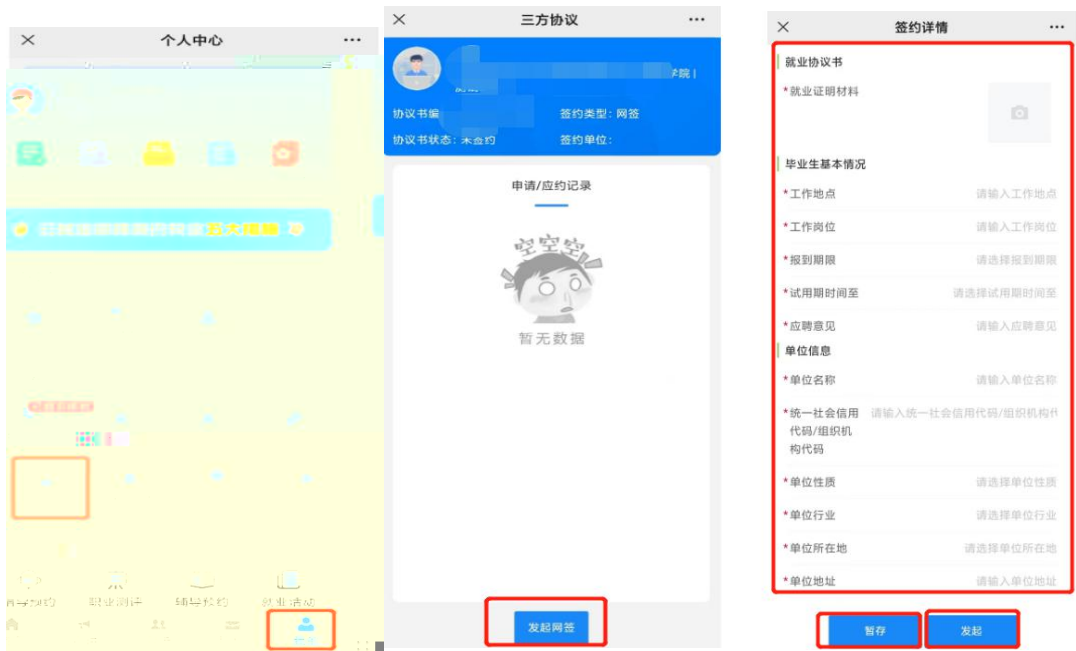 个人中心
五大
职业测评
辅导预约
就业活动
三方协议
学院 |
协议书编
签约类型: 网签
协议书状态: 未签约
签约单位:
申请/应约记录
空空空
暂无数据
发起网签
签约详情
就业协议书
*就业证明材料
毕业生基本情况
*工作地点 请输入工作地点
*工作岗位 请输入工作岗位
*报到期限 请选择报到期限
*试用期时间至 请选择试用期时间至
*应聘意见 请输入应聘意见
单位信息
*单位名称 请输入单位名称
*统一社会信用 请输入统一社会信用代码/组织机构代
代码/组织机
构代码
*单位性质 请选择单位性质
*单位行业 请选择单位行业
*单位所在地 请选择单位所在地
*单位地址 请输入单位地址
暂存
发起